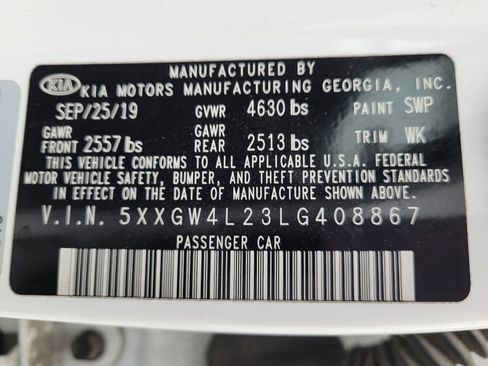 MANUFACTURED BY
KIA KIA MOTORS MANUFACTURING GEORGIA, INC.
SEP/25/19 GVWR 4630 lbs PAINT SWP
GAWR FRONT 2557 lbs GAWR REAR 2513 lbs TRIM WK
THIS VEHICLE CONFORMS TO ALL APPLICABLE U.S.A. FEDERAL
MOTOR VEHICLE SAFETY, BUMPER, AND THEFT PREVENTION STANDARDS
IN EFFECT ON THE DATE OF MANUFACTURE SHOWN ABOVE.
V.I.N. 5XXGW4L23LG408867
PASSENGER CAR